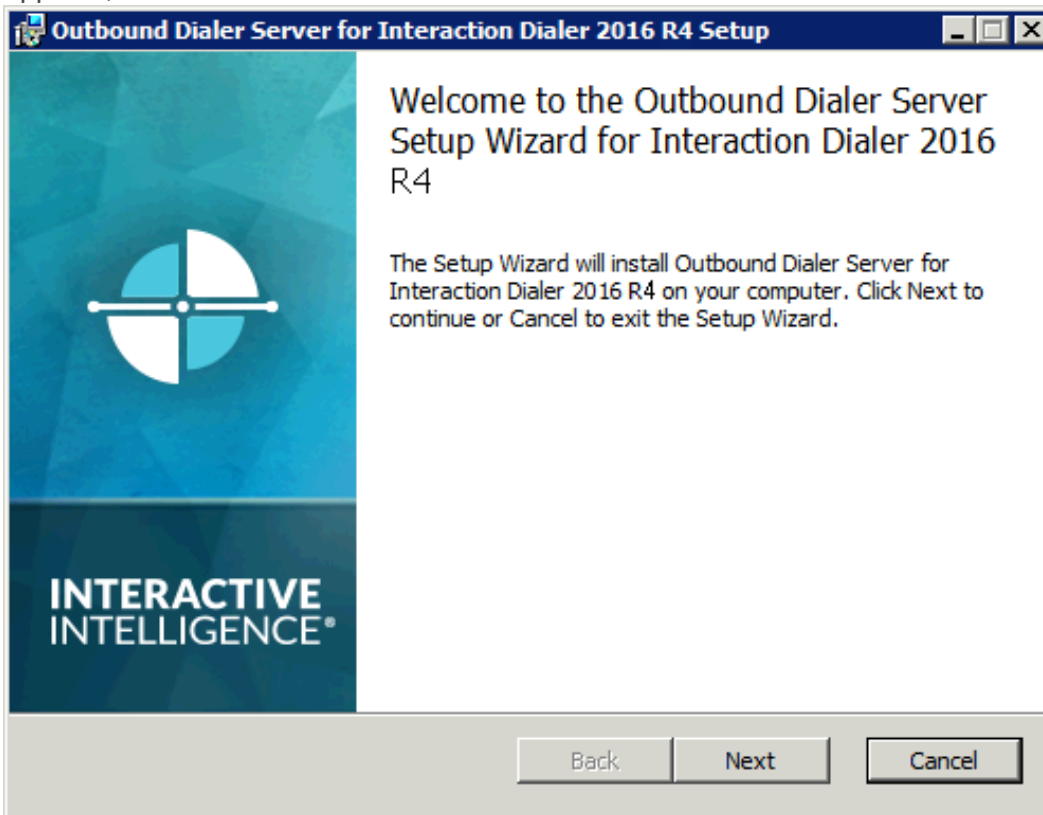 Outbound Dialer Server for Interaction Dialer 2016 R4 Setup
Welcome to the Outbound Dialer Server
Setup Wizard for Interaction Dialer 2016
R4
The Setup Wizard will install Outbound Dialer Server for
Interaction Dialer 2016 R4 on your computer. Click Next to
continue or Cancel to exit the Setup Wizard.
INTERACTIVE
INTELLIGENCE®
Back Next Cancel